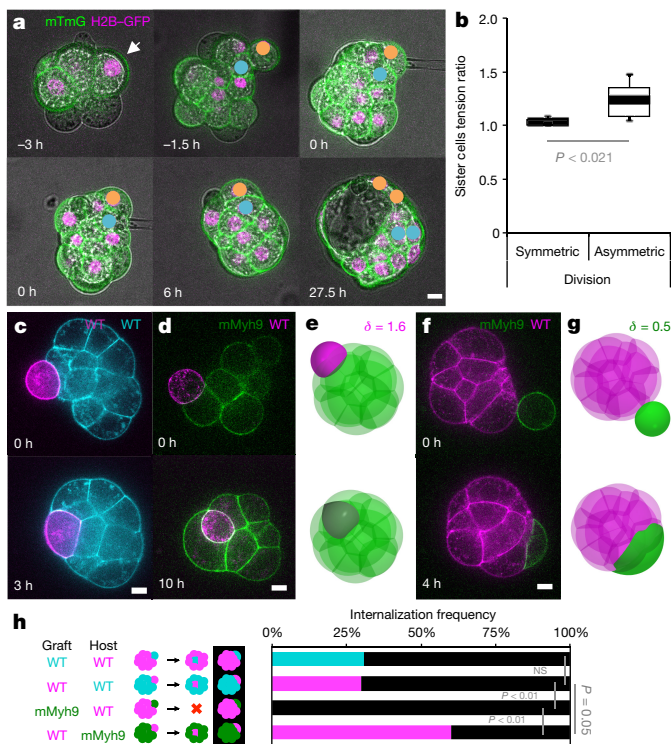 a mTmG H2B–GFP
–3 h
–1.5 h
0 h
0 h
6 h
27.5 h
b
Sister cells tension ratio
1.5
1.0
0.5
0
P < 0.021
Symmetric Asymmetric
Division
c WT WT
0 h
3 h
d mMyh9 WT
0 h
10 h
e δ = 1.6
f mMyh9 WT
0 h
4 h
g δ = 0.5
h
Graft Host
WT WT
WT WT
mMyh9 WT
WT mMyh9
Internalization frequency
0% 25% 50% 75% 100%
NS
P < 0.01
P < 0.01
P = 0.05